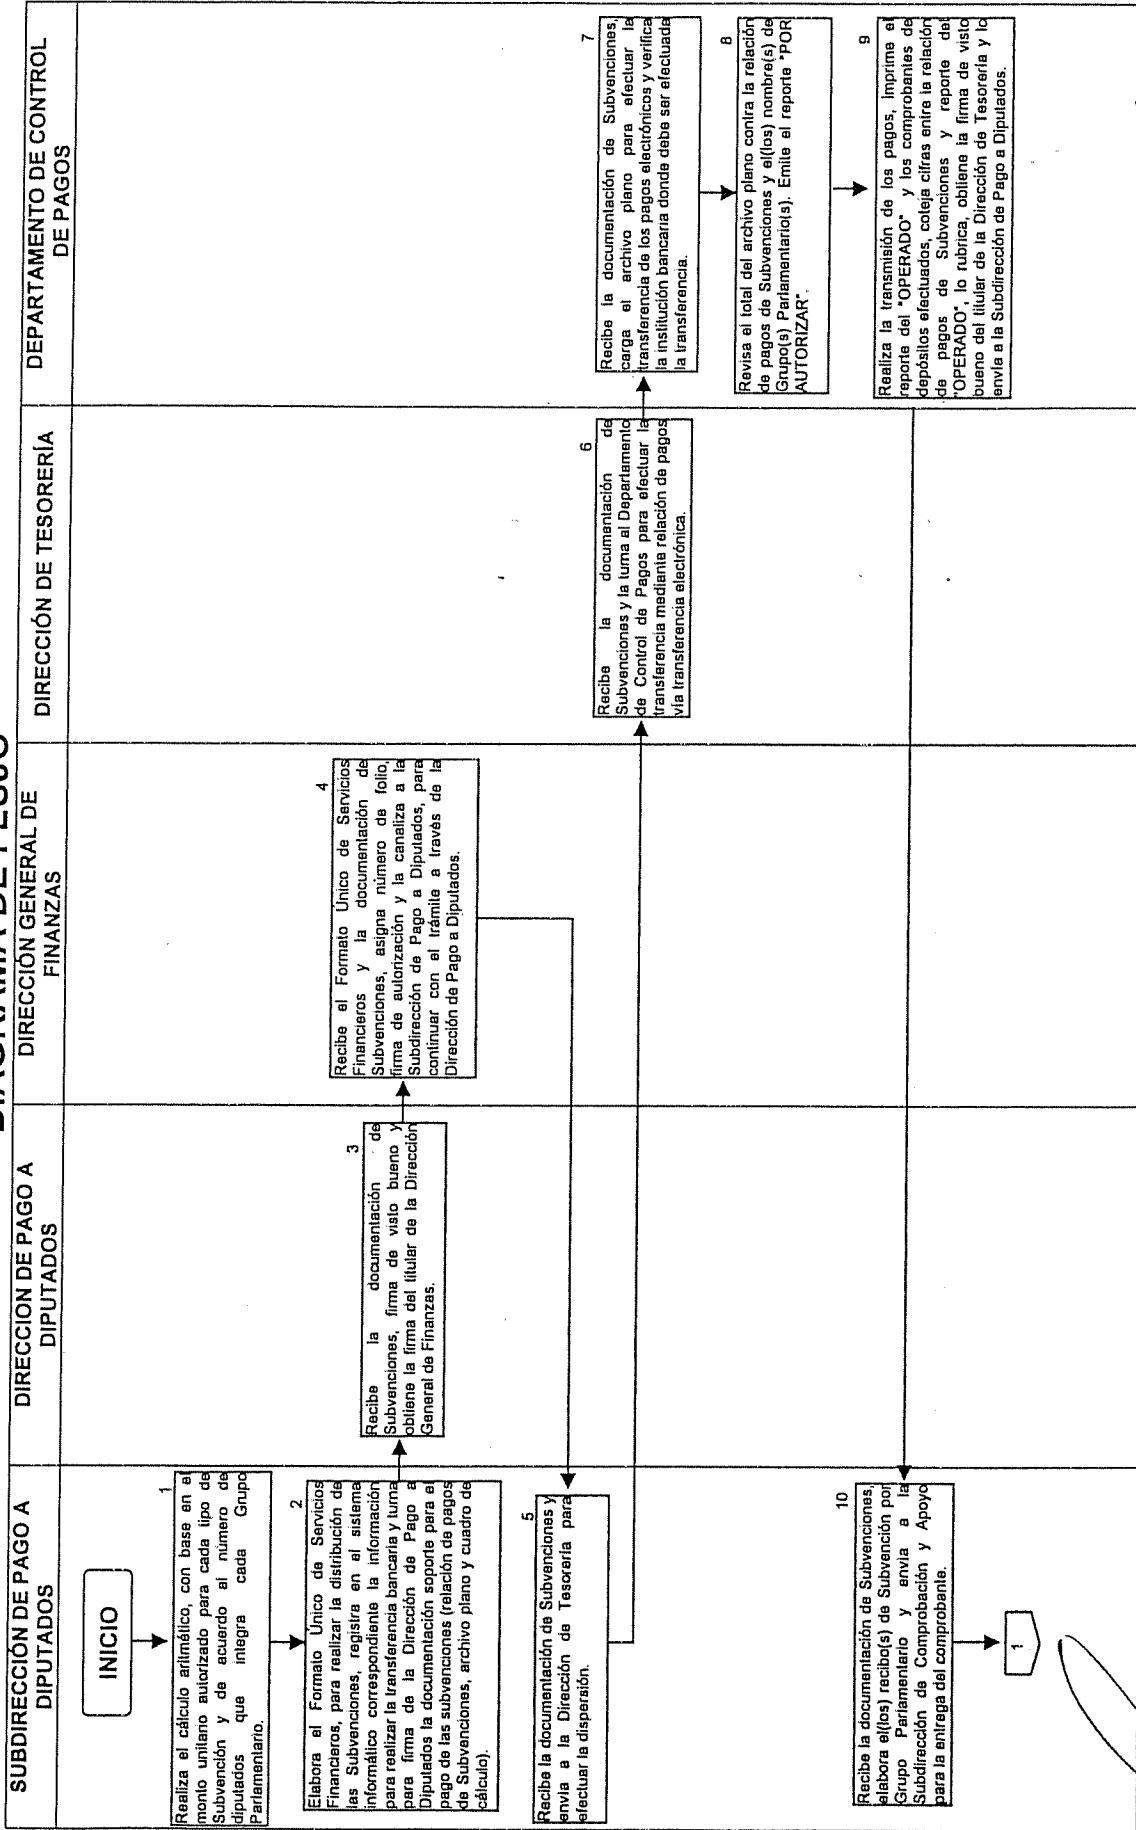 SUBDIRECCIÓN DE PAGO A
DIPUTADOS
DIRECCION DE PAGO A
DIPUTADOS
DIRECCIÓN GENERAL DE
FINANZAS
DIRECCIÓN DE TESORERÍA
DEPARTAMENTO DE CONTROL
DE PAGOS
INICIO
1
Realiza el cálculo aritmético, con base en el
monto unitario autorizado para cada tipo de
Subvención y de acuerdo al número de
diputados que integra cada Grupo
Parlamentario.
2
Elabora el Formato Único de Servicios
Financieros, para realizar la distribución de
las Subvenciones, registra en el sistema
informático correspondiente la información
para realizar la transferencia bancaria y turna
para firma de la Dirección de Pago a
Diputados la documentación soporte para el
pago de las subvenciones (relación de pagos
de Subvenciones, archivo plano y cuadro de
cálculo).
3
Recibe la documentación de
Subvenciones, firma de visto bueno y
obtiene la firma del titular de la Dirección
General de Finanzas.
4
Recibe el Formato Único de Servicios
Financieros y la documentación de
Subvenciones, asigna número de folio,
firma de autorización y la canaliza a la
Subdirección de Pago a Diputados, para
continuar con el trámite a través de la
Dirección de Pago a Diputados.
5
Recibe la documentación de Subvenciones y
envía a la Dirección de Tesorería para
efectuar la dispersión.
6
Recibe la documentación de
Subvenciones y la turna al Departamento
de Control de Pagos para efectuar la
transferencia mediante relación de pagos
vía transferencia electrónica.
7
Recibe la documentación de Subvenciones,
carga el archivo plano para efectuar la
transferencia de los pagos electrónicos y verifica
la institución bancaria donde debe ser efectuada
la transferencia.
8
Revisa el total del archivo plano contra la relación
de pagos de Subvenciones y el(los) nombre(s) de
Grupo(s) Parlamentario(s). Emite el reporte "POR
AUTORIZAR".
9
Realiza la transmisión de los pagos, imprime el
reporte del "OPERADO" y los comprobantes de
depósitos efectuados, coteja cifras entre la relación
de pagos de Subvenciones y reporte del
"OPERADO", lo rubrica, obtiene la firma de visto
bueno del titular de la Dirección de Tesorería y lo
envía a la Subdirección de Pago a Diputados.
10
Recibe la documentación de Subvenciones,
elabora el(los) recibo(s) de Subvención por
Grupo Parlamentario y envia a la
Subdirección de Comprobación y Apoyo
para la entrega del comprobante.
1